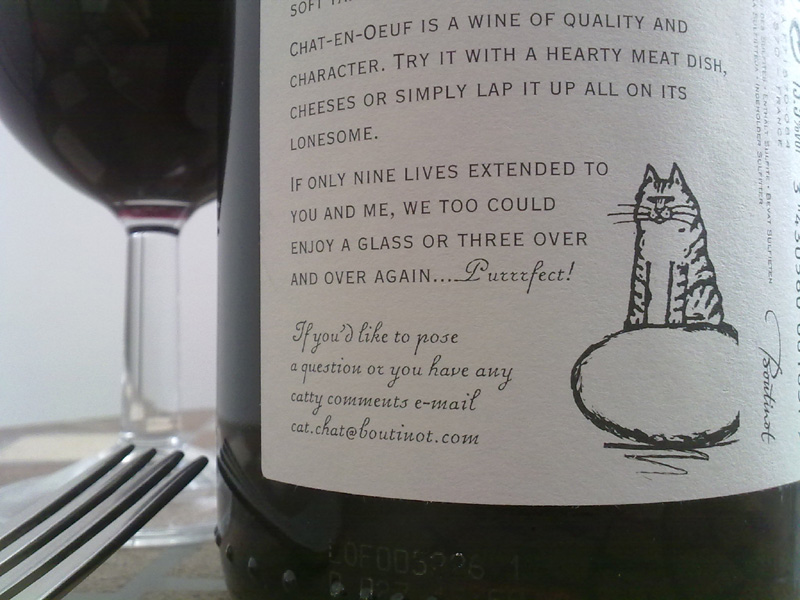 SOFT
CHAT-EN-OEUF IS A WINE OF QUALITY AND
CHARACTER. TRY IT WITH A HEARTY MEAT DISH,
CHEESES OR SIMPLY LAP IT UP ALL ON ITS
LONESOME.
IF ONLY NINE LIVES EXTENDED TO
YOU AND ME, WE TOO COULD
ENJOY A GLASS OR THREE OVER
AND OVER AGAIN....Purrrfect!
If you'd like to pose
a question or you have any
catty comments e-mail
cat.chat@boutinot.com
Boutinot